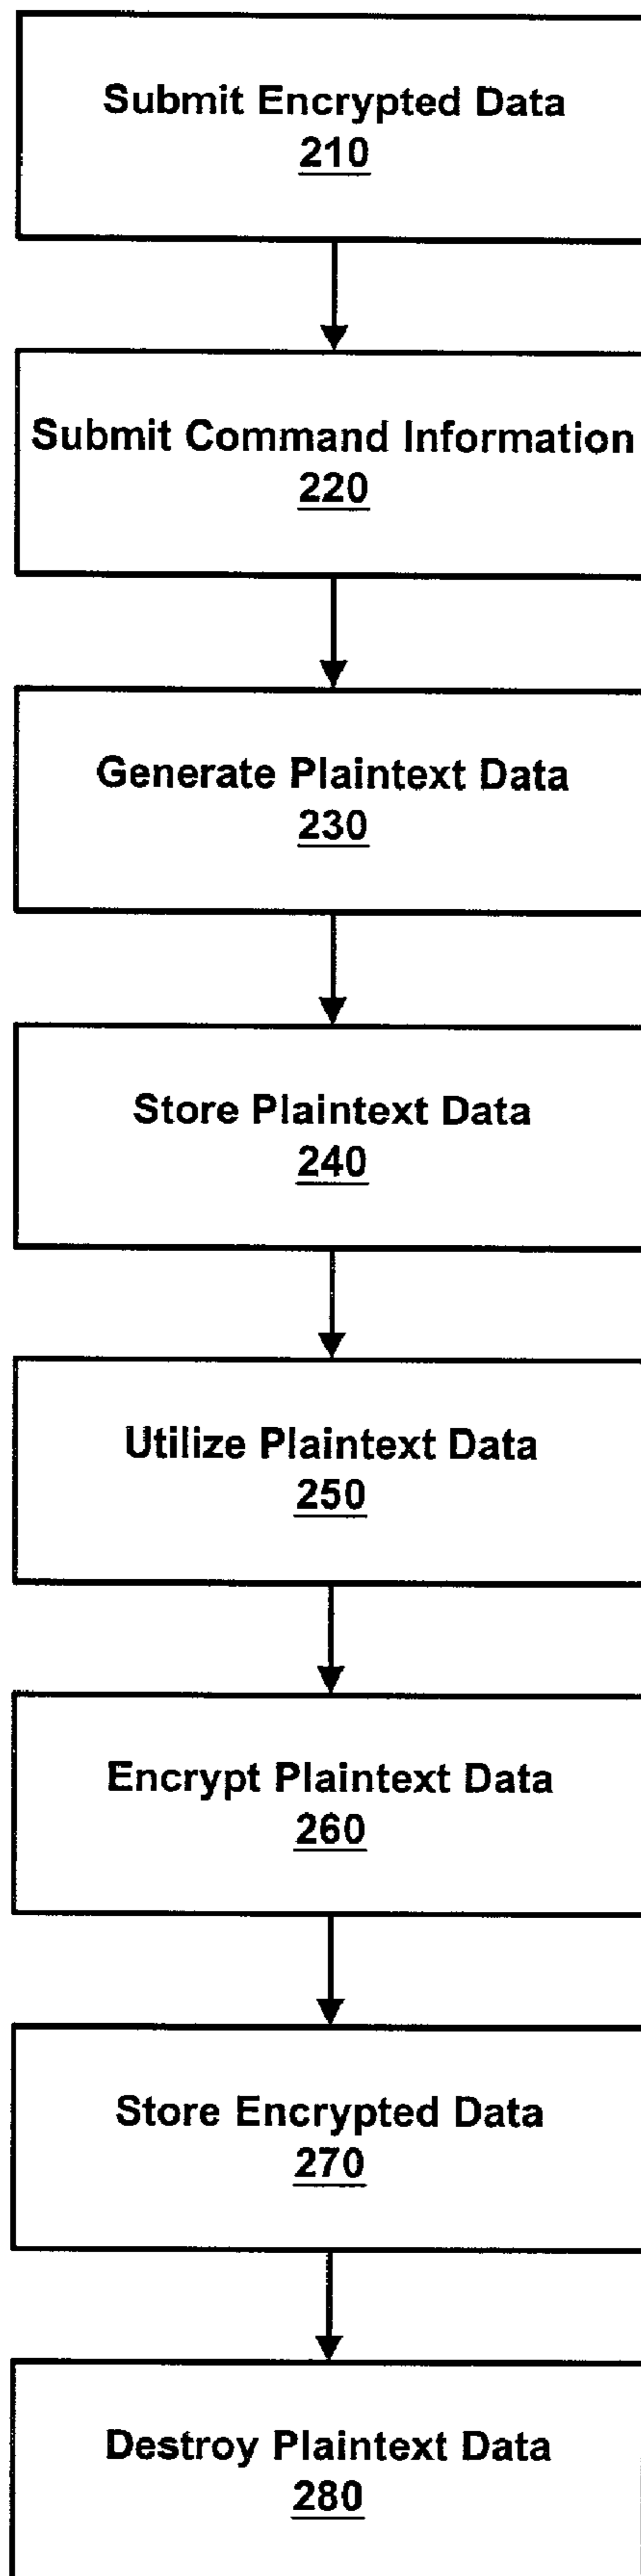 Submit Encrypted Data
210
Submit Command Information
220
Generate Plaintext Data
230
Store Plaintext Data
240
Utilize Plaintext Data
250
Encrypt Plaintext Data
260
Store Encrypted Data
270
Destroy Plaintext Data
280